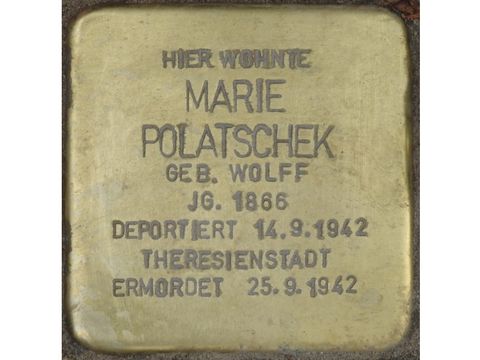 HIER WOHNTE
MARIE
POLATSCHEK
GEB. WOLFF
JG. 1866
DEPORTIERT 14.9.1942
THERESIENSTADT
ERMORDET 25.9.1942